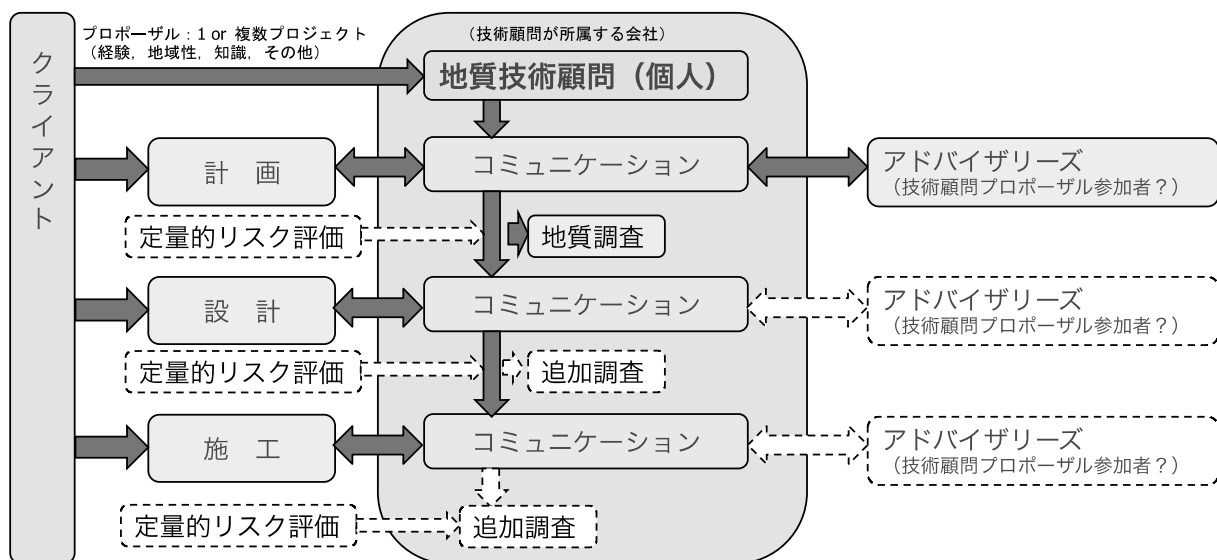 クライアント
プロポーザル：1 or 複数プロジェクト
（経験，地域性，知識，その他）
（技術顧問が所属する会社）
地質技術顧問（個人）
計　画
コミュニケーション
アドバイザリーズ
（技術顧問プロポーザル参加者？）
定量的リスク評価
地質調査
設　計
コミュニケーション
アドバイザリーズ
（技術顧問プロポーザル参加者？）
定量的リスク評価
追加調査
施　工
コミュニケーション
アドバイザリーズ
（技術顧問プロポーザル参加者？）
定量的リスク評価
追加調査